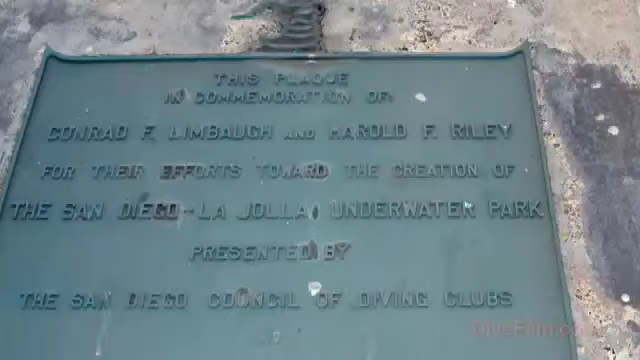 THIS PLAQUE
IN COMMEMORATION OF
CONRAD F. LIMBAUGH AND HAROLD F. RILEY
FOR THEIR EFFORTS TOWARD THE CREATION OF
THE SAN DIEGO-LA JOLLA UNDERWATER PARK
PRESENTED BY
THE SAN DIEGO COUNCIL OF DIVING CLUBS